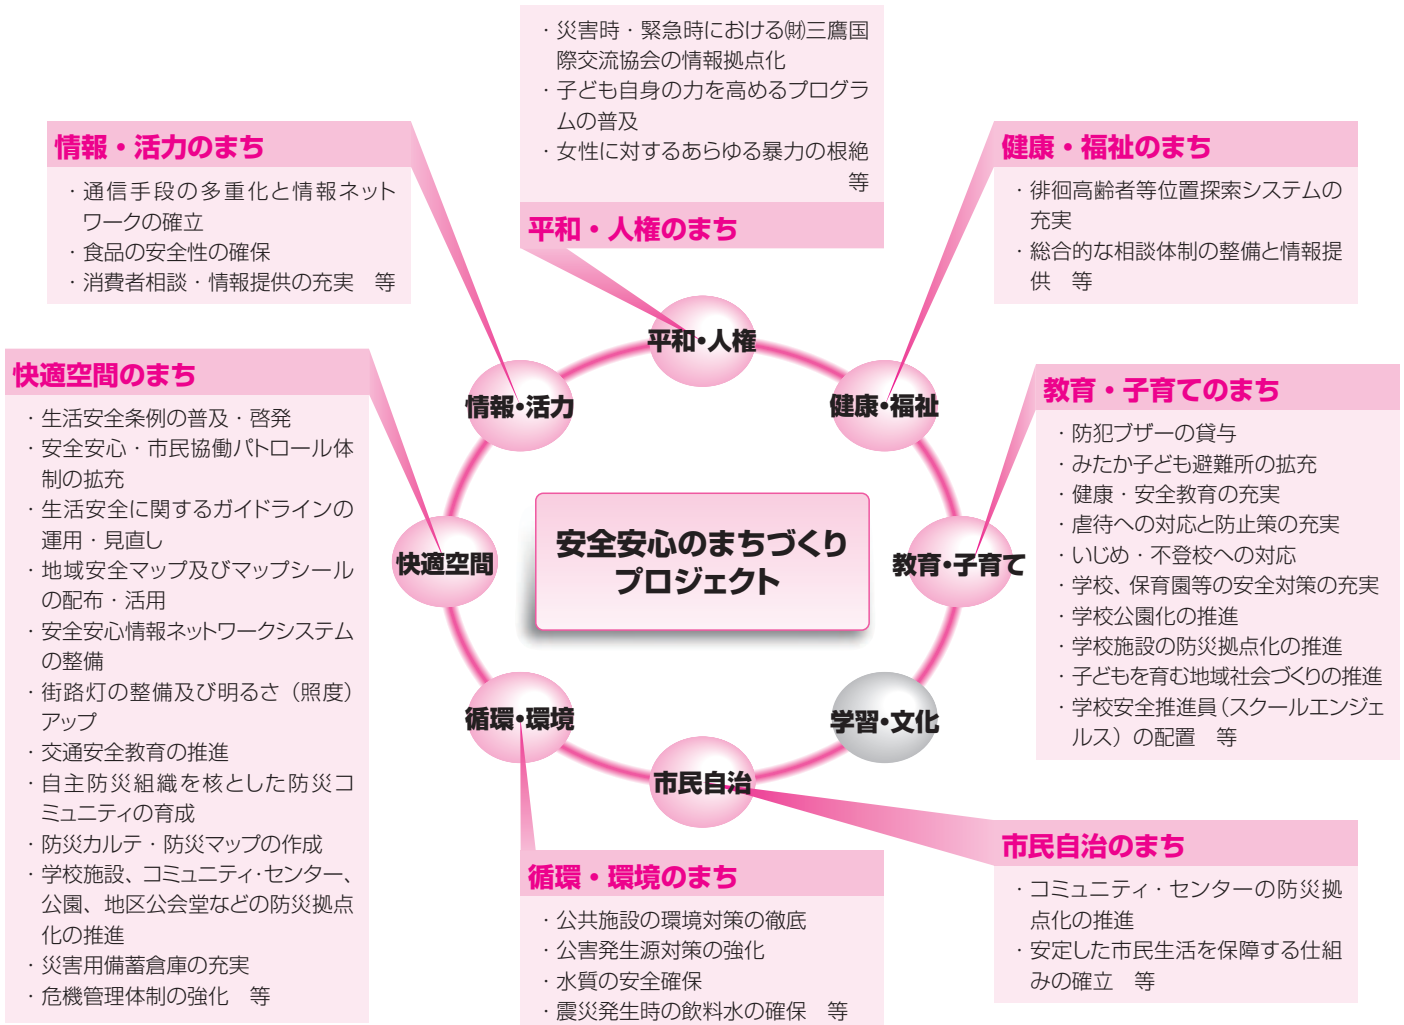 ・災害時・緊急時における㈶三鷹国
際交流協会の情報拠点化
・子ども自身の力を高めるプログラ
ムの普及
・女性に対するあらゆる暴力の根絶
等
平和・人権のまち
情報・活力のまち
・通信手段の多重化と情報ネット
ワークの確立
・食品の安全性の確保
・消費者相談・情報提供の充実　等
健康・福祉のまち
・徘徊高齢者等位置探索システムの
充実
・総合的な相談体制の整備と情報提
供　等
快適空間のまち
・生活安全条例の普及・啓発
・安全安心・市民協働パトロール体
制の拡充
・生活安全に関するガイドラインの
運用・見直し
・地域安全マップ及びマップシール
の配布・活用
・安全安心情報ネットワークシステム
の整備
・街路灯の整備及び明るさ（照度）
アップ
・交通安全教育の推進
・自主防災組織を核とした防災コ
ミュニティの育成
・防災カルテ・防災マップの作成
・学校施設、コミュニティ・センター、
公園、地区公会堂などの防災拠点
化の推進
・災害用備蓄倉庫の充実
・危機管理体制の強化　等
平和・人権
情報・活力
健康・福祉
快適空間
安全安心のまちづくり
プロジェクト
教育・子育て
循環・環境
学習・文化
市民自治
教育・子育てのまち
・防犯ブザーの貸与
・みたか子ども避難所の拡充
・健康・安全教育の充実
・虐待への対応と防止策の充実
・いじめ・不登校への対応
・学校、保育園等の安全対策の充実
・学校公園化の推進
・学校施設の防災拠点化の推進
・子どもを育む地域社会づくりの推進
・学校安全推進員（スクールエンジェ
ルス）の配置　等
循環・環境のまち
・公共施設の環境対策の徹底
・公害発生源対策の強化
・水質の安全確保
・震災発生時の飲料水の確保　等
市民自治のまち
・コミュニティ・センターの防災拠
点化の推進
・安定した市民生活を保障する仕組
みの確立　等